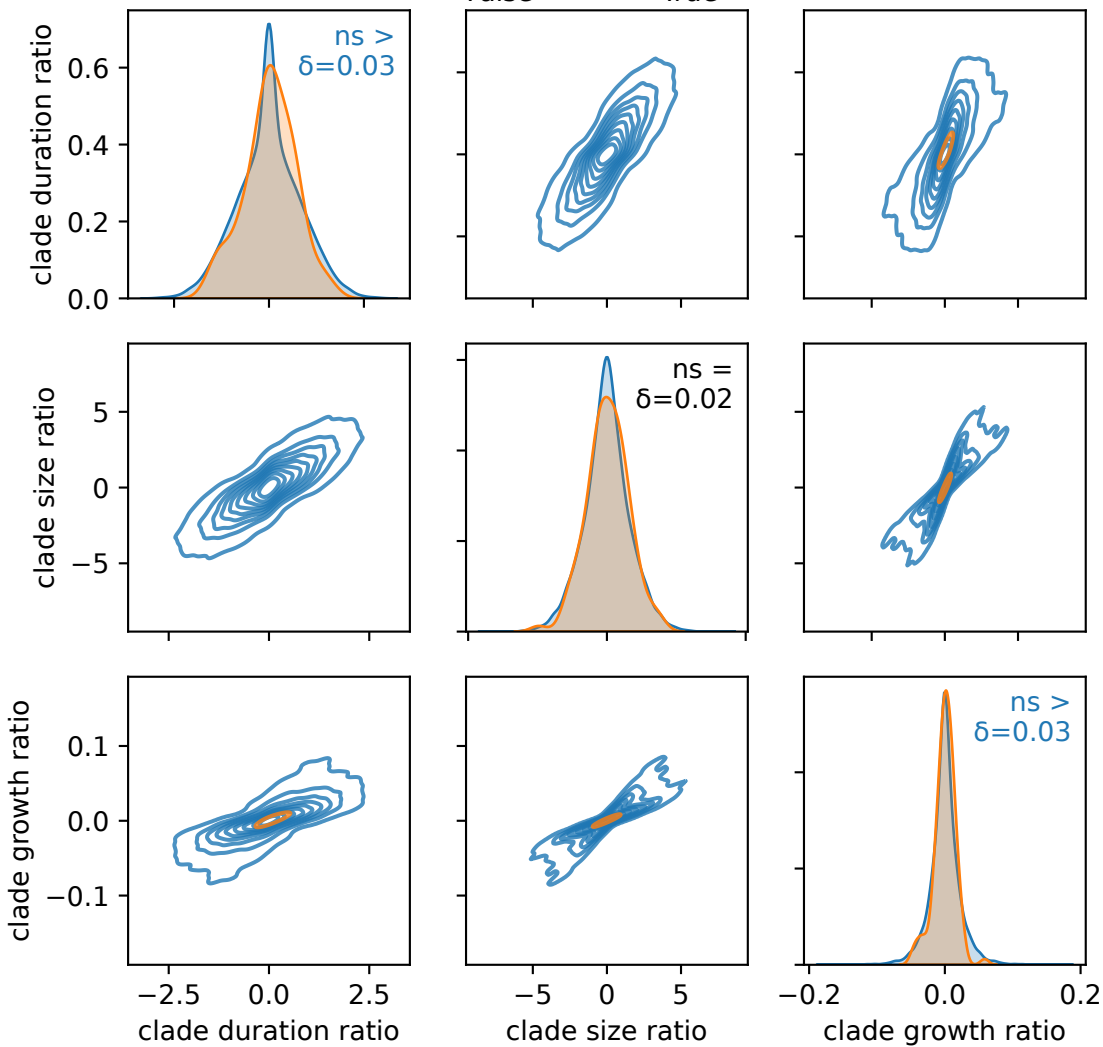 clade duration ratio
0.6
0.4
0.2
0.0
ns >
δ=0.03
clade size ratio
5
0
−5
ns =
δ=0.02
clade growth ratio
0.1
0.0
−0.1
ns >
δ=0.03
−2.5 0.0 2.5
−5 0 5
−0.2 0.0 0.2
clade duration ratio
clade size ratio
clade growth ratio